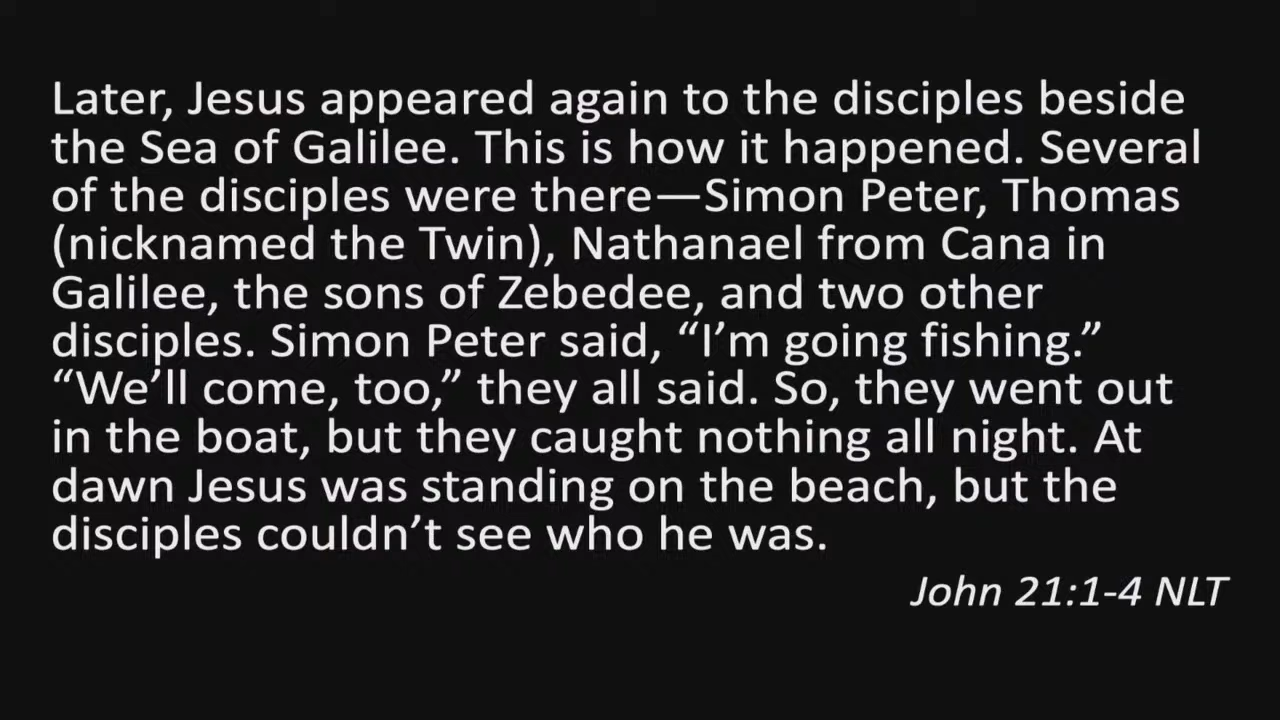 Later, Jesus appeared again to the disciples beside
the Sea of Galilee. This is how it happened. Several
of the disciples were there—Simon Peter, Thomas
(nicknamed the Twin), Nathanael from Cana in
Galilee, the sons of Zebedee, and two other
disciples. Simon Peter said, “I’m going fishing.”
“We’ll come, too,” they all said. So, they went out
in the boat, but they caught nothing all night. At
dawn Jesus was standing on the beach, but the
disciples couldn’t see who he was.
John 21:1-4 NLT